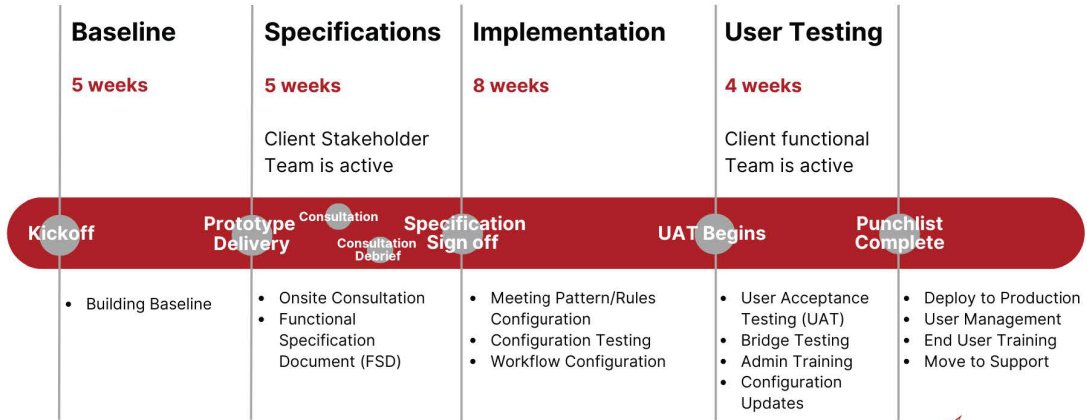 Baseline
5 weeks
Specifications
5 weeks
Client Stakeholder
Team is active
Implementation
8 weeks
User Testing
4 weeks
Client functional
Team is active
Kickoff
Prototype
Delivery
Consultation
Consultation
Debrief
Specification
Sign off
UAT Begins
Punchlist
Complete
• Building Baseline
• Onsite Consultation
• Functional
Specification
Document (FSD)
• Meeting Pattern/Rules
Configuration
• Configuration Testing
• Workflow Configuration
• User Acceptance
Testing (UAT)
• Bridge Testing
• Admin Training
• Configuration
Updates
• Deploy to Production
• User Management
• End User Training
• Move to Support